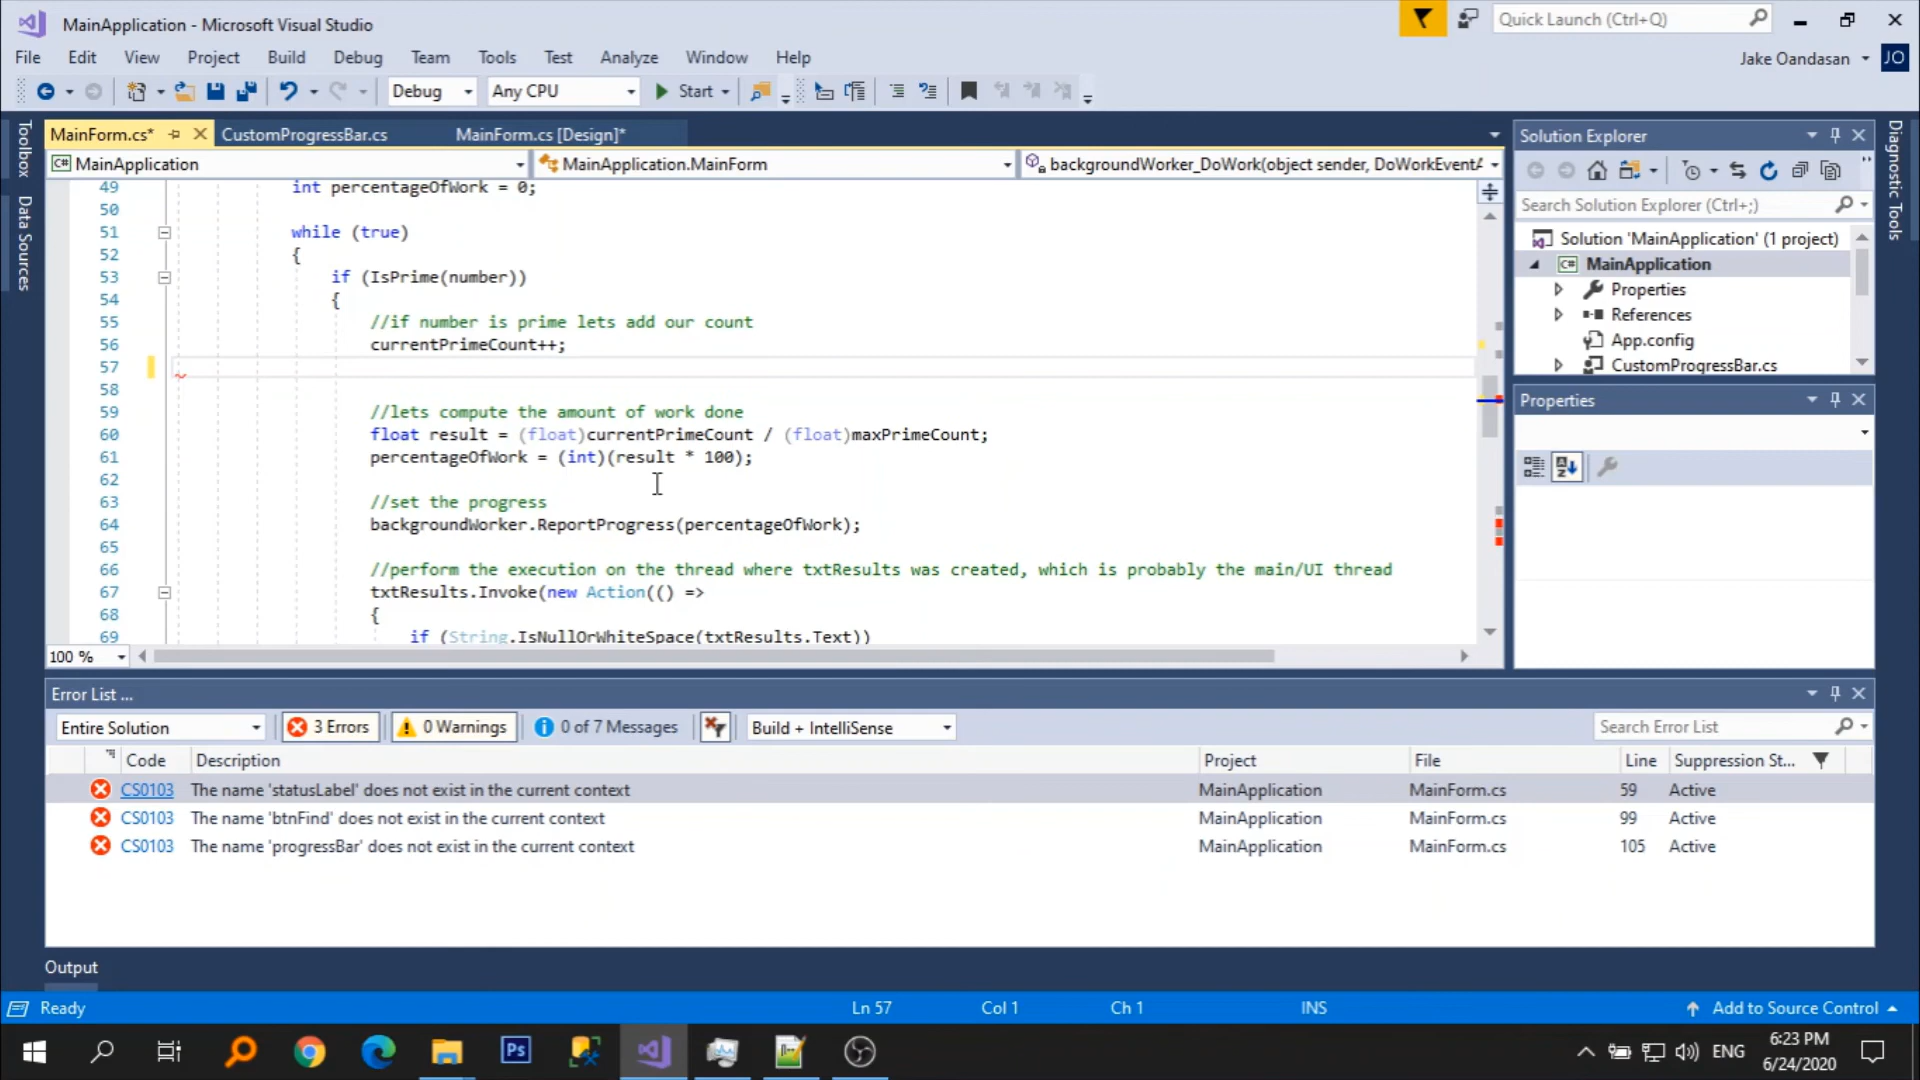 MainApplication - Microsoft Visual Studio
Quick Launch (Ctrl+Q)
File Edit View Project Build Debug Team Tools Test Analyze Window Help
Jake Oandasan JO
Debug Any CPU Start
MainForm.cs* CustomProgressBar.cs MainForm.cs [Design]*
C# MainApplication MainApplication.MainForm backgroundWorker_DoWork(object sender, DoWorkEventA
Toolbox
Data Sources
49 int percentageOfWork = 0;
50
51 while (true)
52 {
53 if (IsPrime(number))
54 {
55 //if number is prime lets add our count
56 currentPrimeCount++;
57
58
59 //lets compute the amount of work done
60 float result = (float)currentPrimeCount / (float)maxPrimeCount;
61 percentageOfWork = (int)(result * 100);
62
63 //set the progress
64 backgroundWorker.ReportProgress(percentageOfWork);
65
66 //perform the execution on the thread where txtResults was created, which is probably the main/UI thread
67 txtResults.Invoke(new Action(() =>
68 {
69 if (String.IsNullOrWhiteSpace(txtResults.Text))
100 %
Solution Explorer
Search Solution Explorer (Ctrl+;)
Solution 'MainApplication' (1 project)
C# MainApplication
Properties
References
App.config
CustomProgressBar.cs
Properties
Diagnostic Tools
Error List ...
Entire Solution 3 Errors 0 Warnings 0 of 7 Messages Build + IntelliSense Search Error List
Code Description Project File Line Suppression St...
CS0103 The name 'statusLabel' does not exist in the current context MainApplication MainForm.cs 59 Active
CS0103 The name 'btnFind' does not exist in the current context MainApplication MainForm.cs 99 Active
CS0103 The name 'progressBar' does not exist in the current context MainApplication MainForm.cs 105 Active
Output
Ready Ln 57 Col 1 Ch 1 INS Add to Source Control
Ps
ENG
6:23 PM
6/24/2020